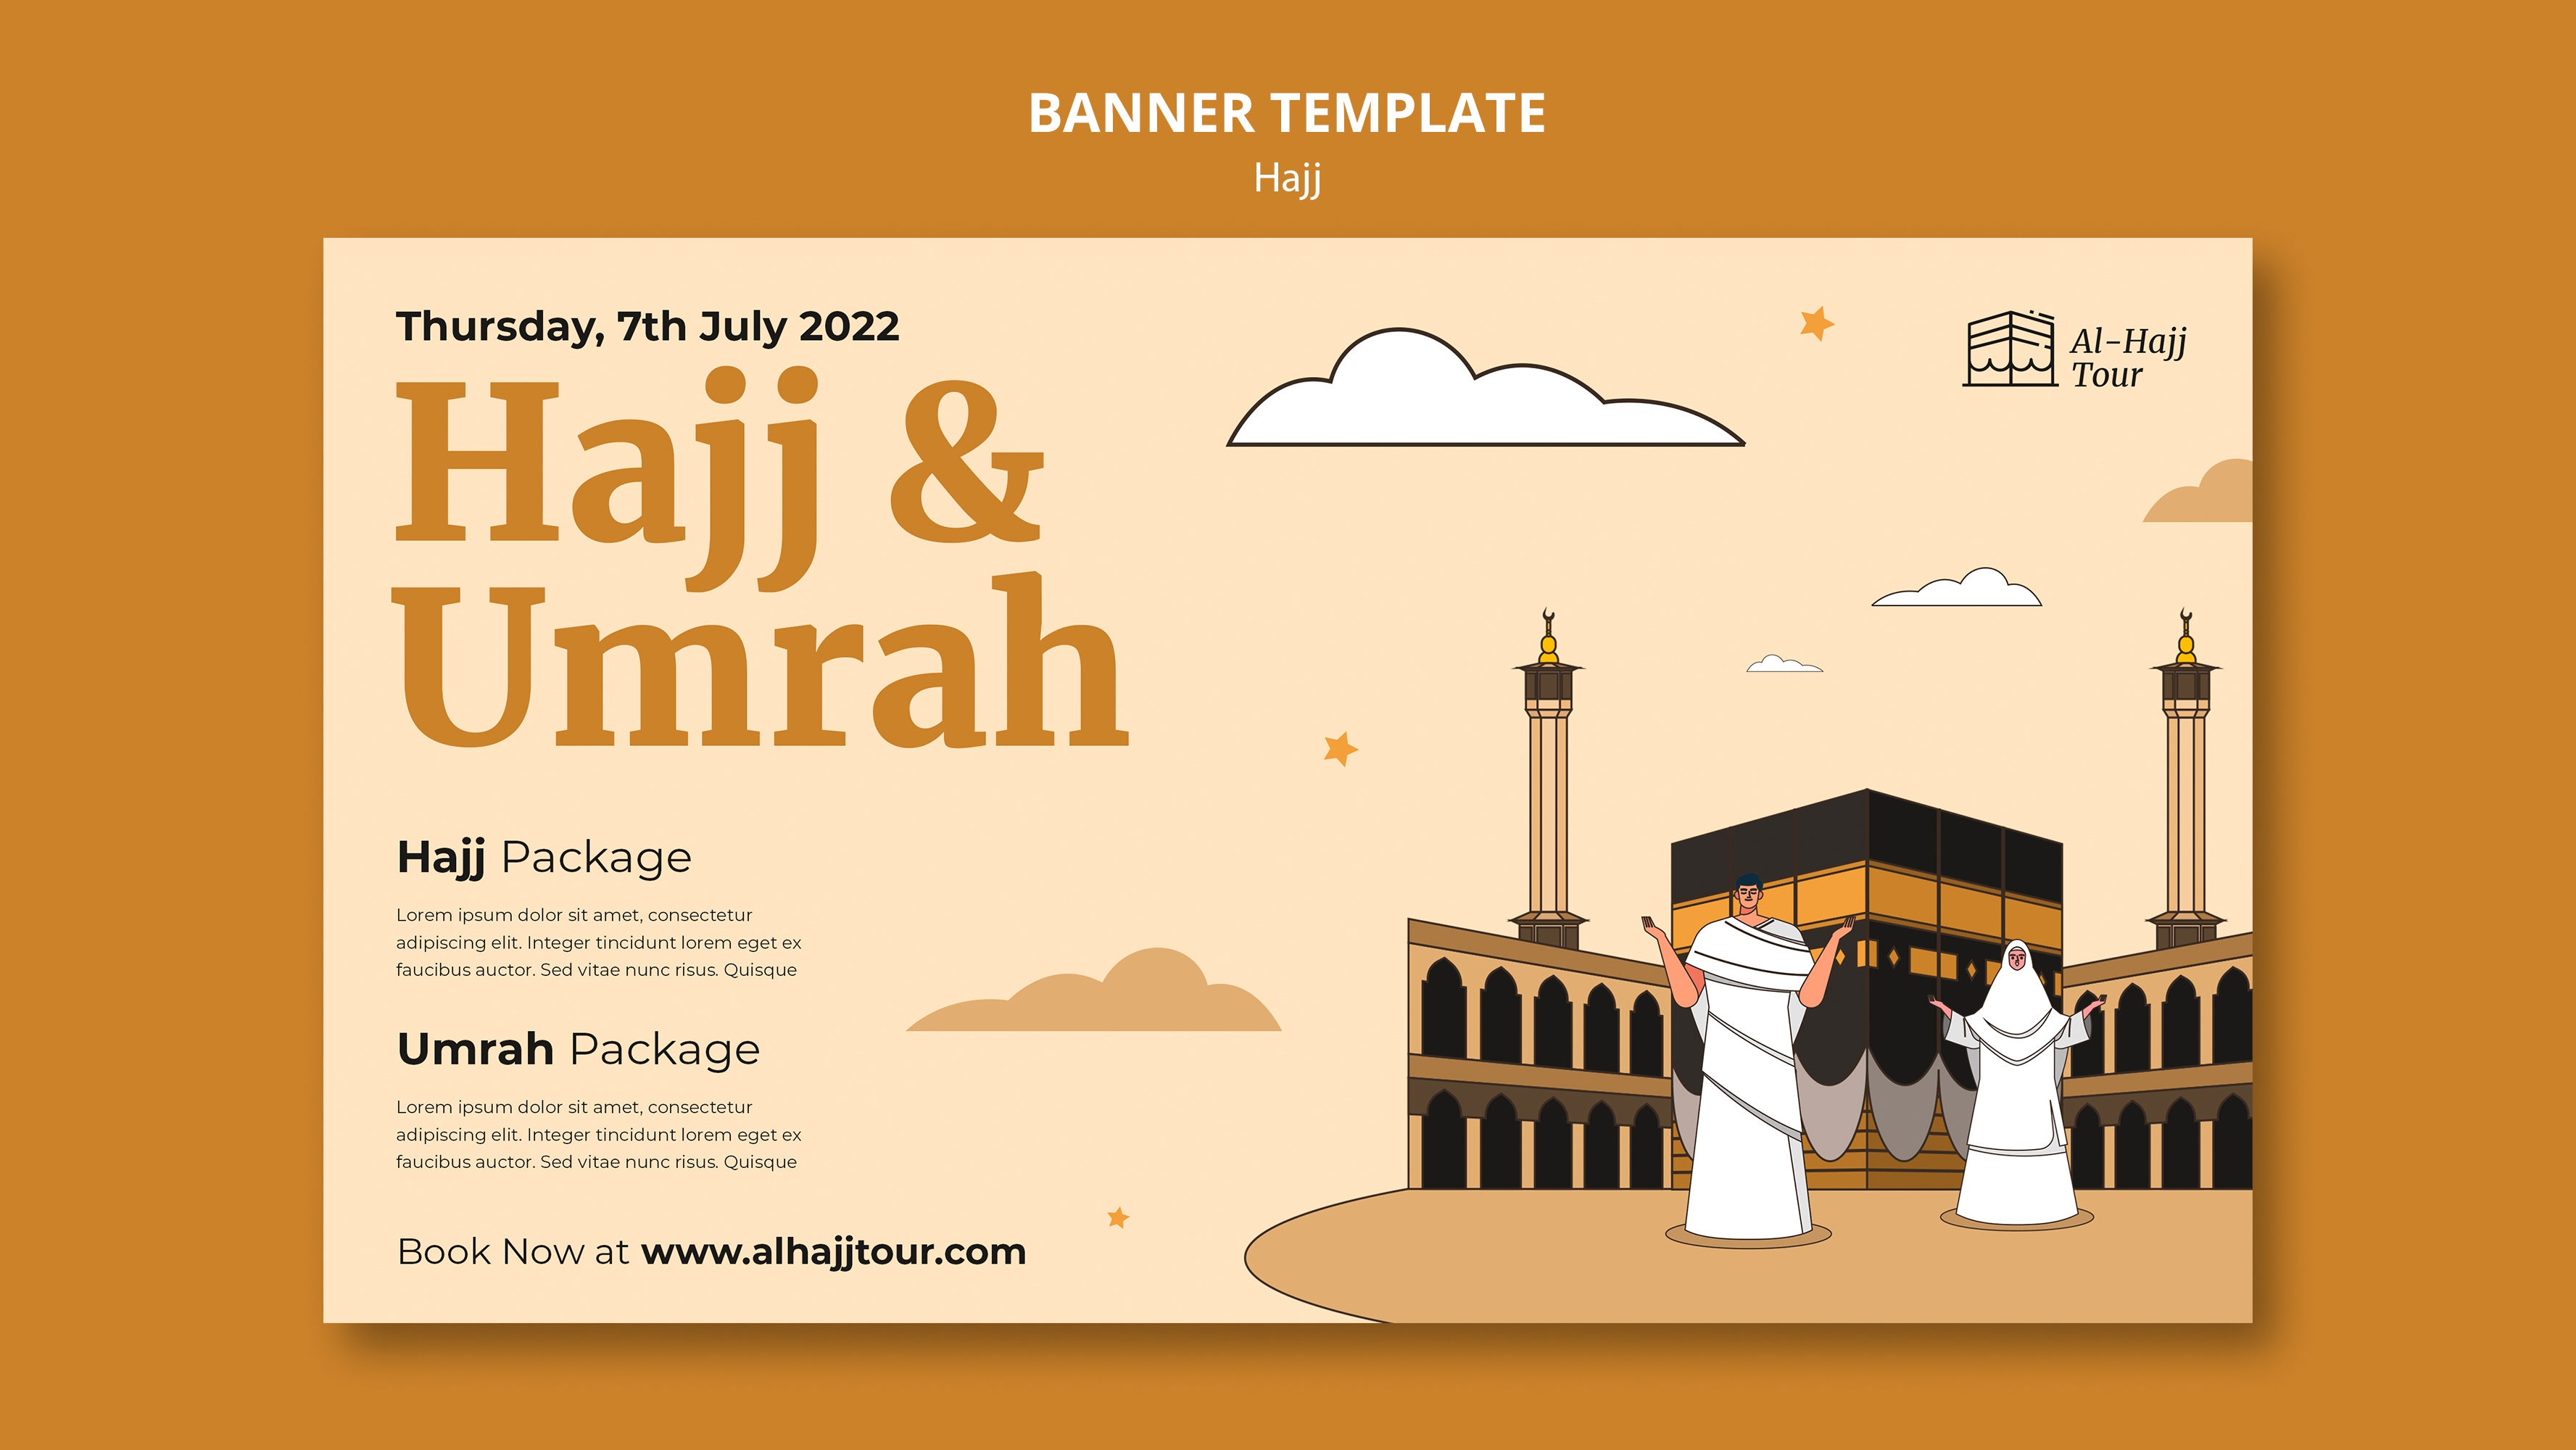 BANNER TEMPLATE
Hajj
Thursday, 7th July 2022
Al-Hajj
Tour
Hajj &
Umrah
Hajj Package
Lorem ipsum dolor sit amet, consectetur
adipiscing elit. Integer tincidunt lorem eget ex
faucibus auctor. Sed vitae nunc risus. Quisque
Umrah Package
Lorem ipsum dolor sit amet, consectetur
adipiscing elit. Integer tincidunt lorem eget ex
faucibus auctor. Sed vitae nunc risus. Quisque
Book Now at www.alhajjtour.com